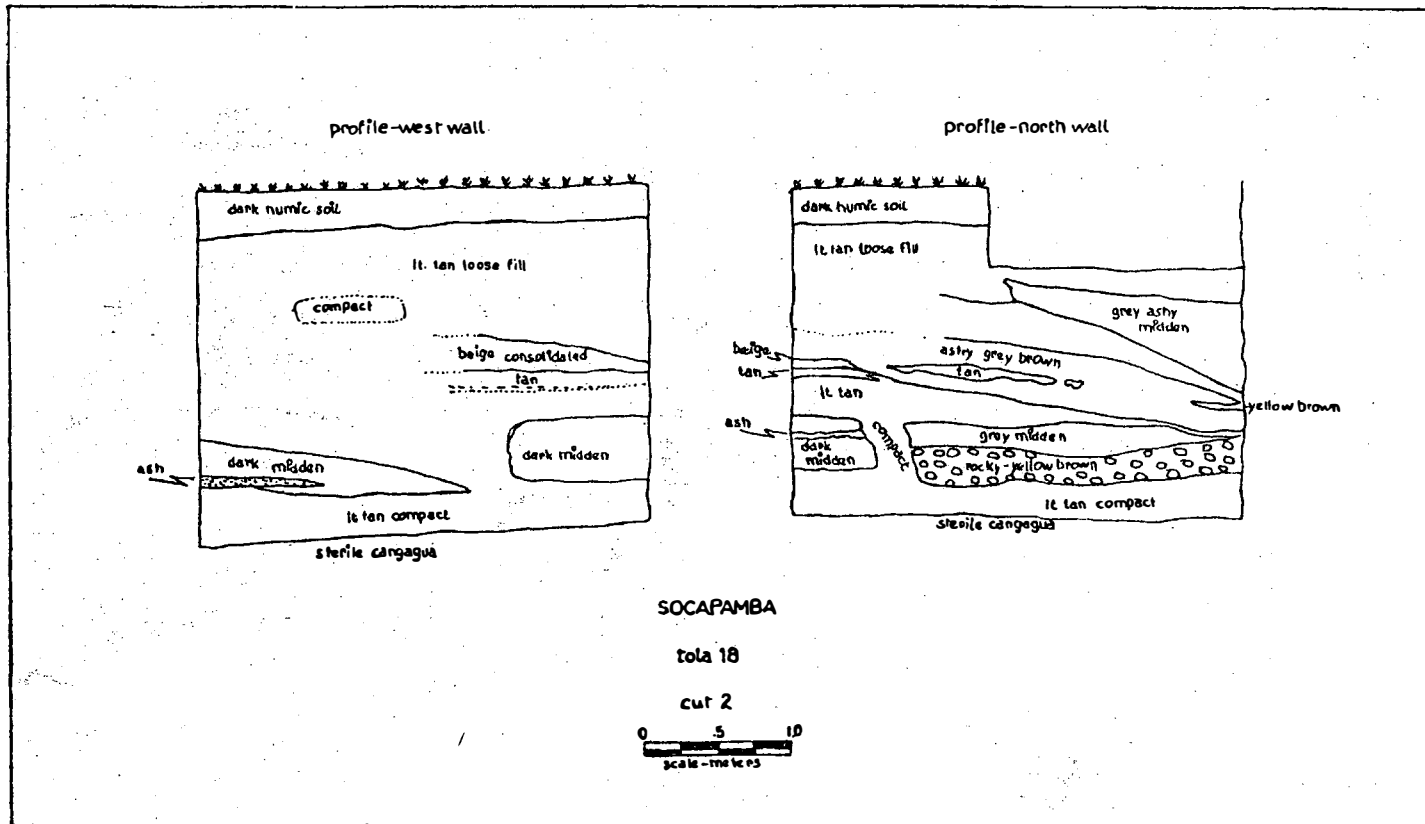 profile-west wall
dark humic soil
lt. tan loose fill
compact
beige consolidated
tan
dark midden
ash
dark midden
lt tan compact
sterile cangagua
profile-north wall
dark humic soil
lt tan loose fill
grey ashy
midden
beige
ashy grey brown
tan
tan
lt tan
yellow brown
ash
grey midden
compact
dark
midden
rocky-yellow brown
lt tan compact
sterile cangagua
SOCAPAMBA
tola 18
cut 2
0 .5 1.0
scale-meters